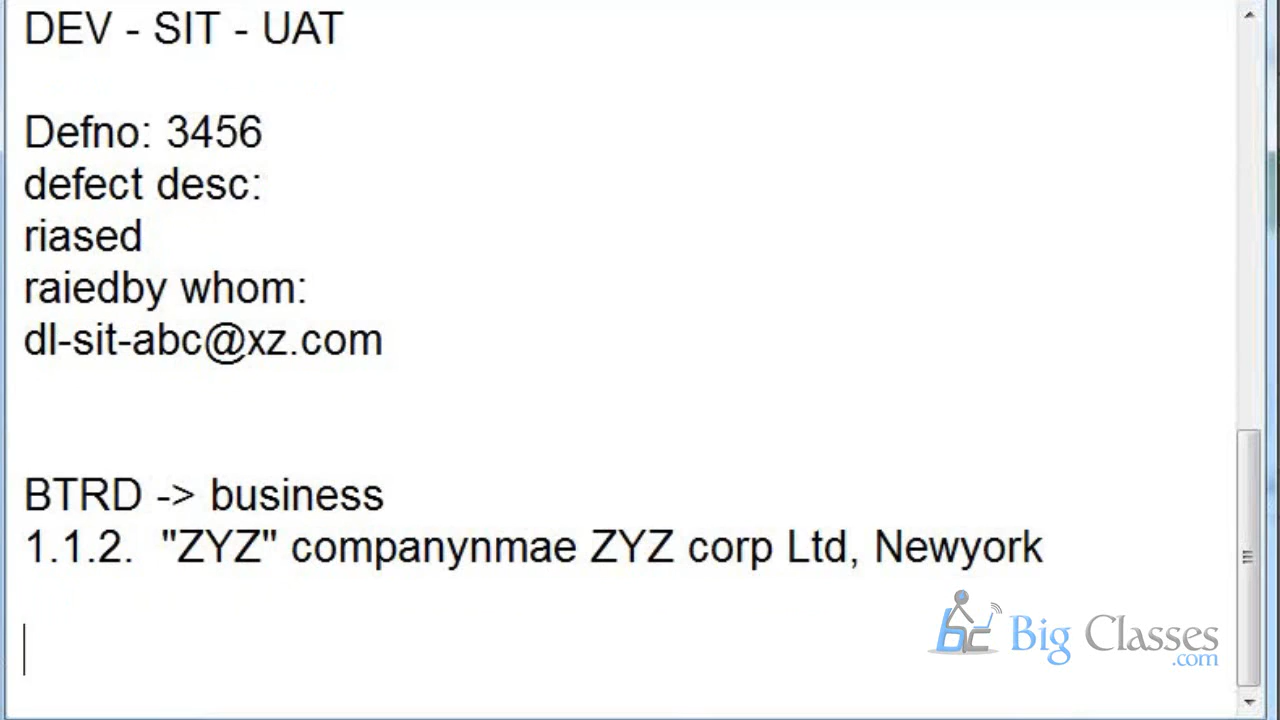 DEV - SIT - UAT
Defno: 3456
defect desc:
riased
raiedby whom:
dl-sit-abc@xz.com
BTRD -> business
1.1.2.  "ZYZ" companynmae ZYZ corp Ltd, Newyork
bc Big Classes
.com